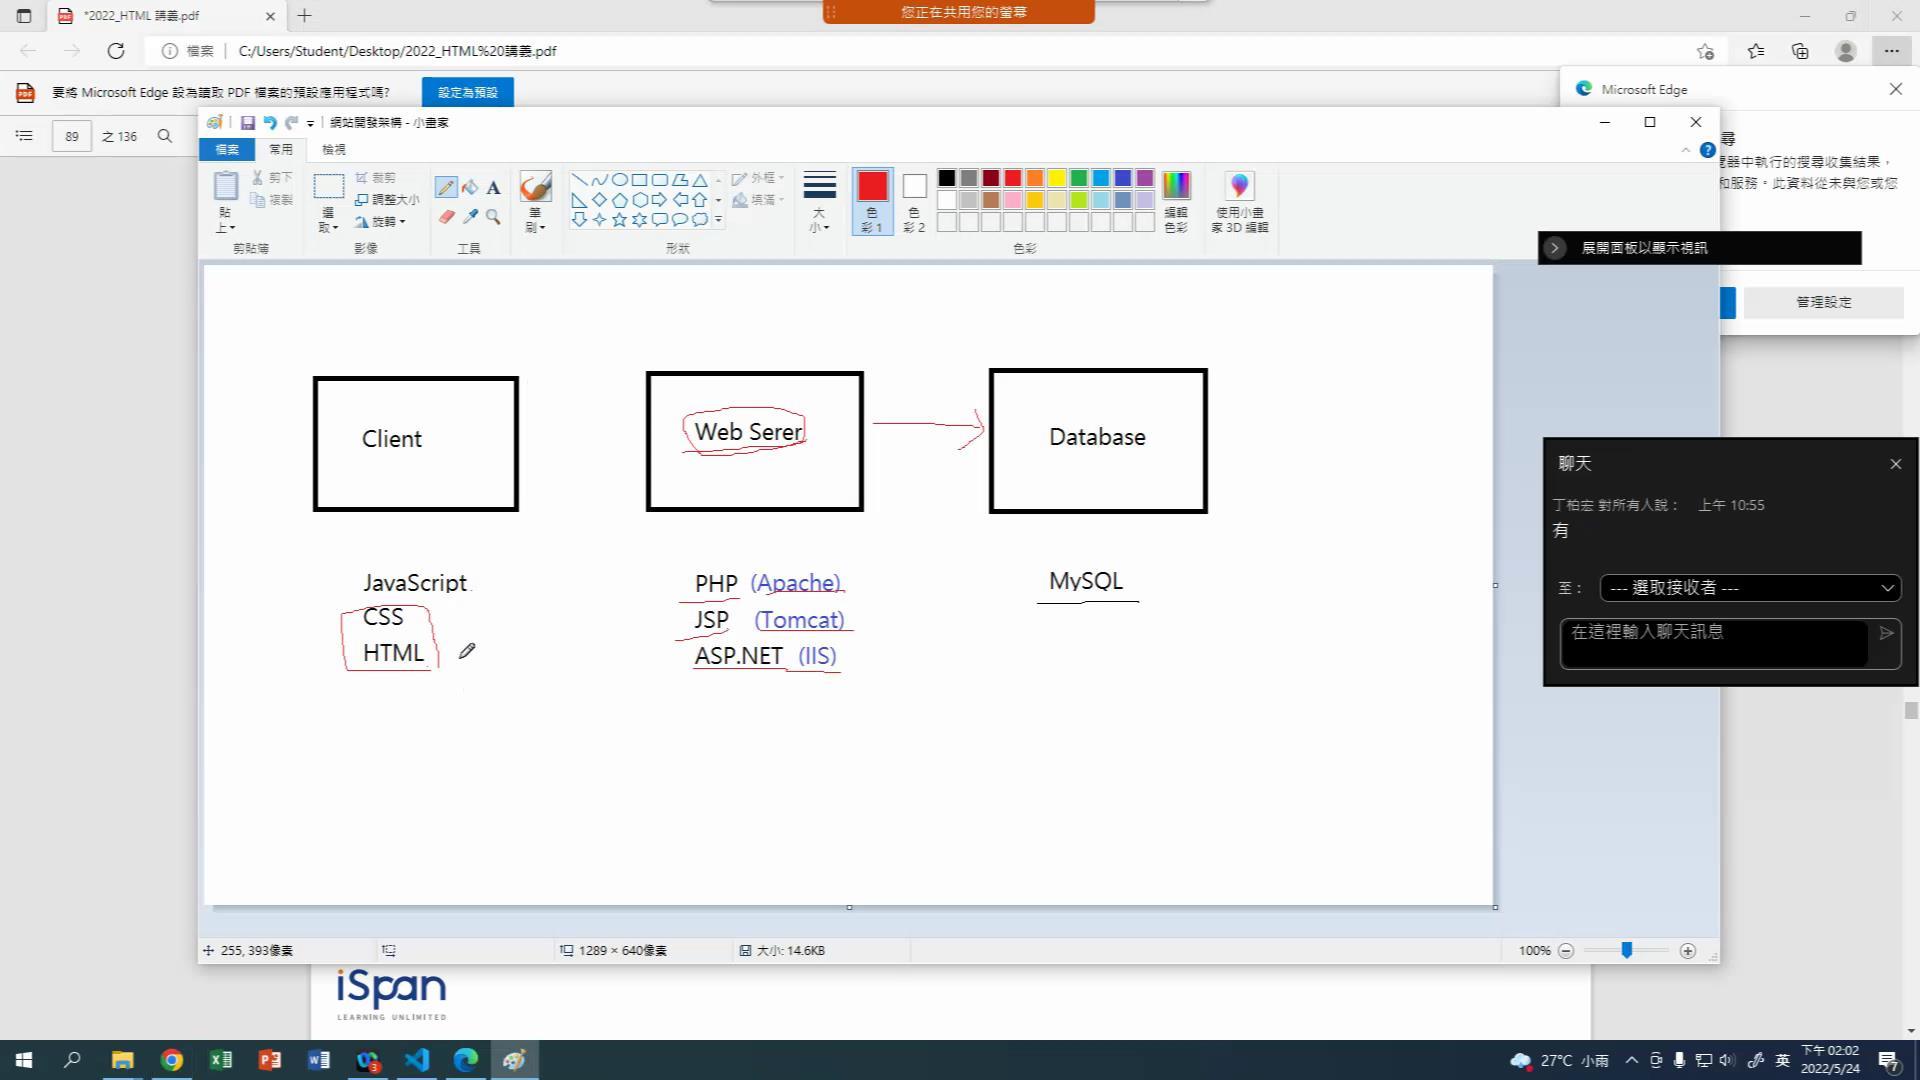 *2022_HTML 講義.pdf
您正在共用您的螢幕
檔案 C:/Users/Student/Desktop/2022_HTML%20講義.pdf
要將 Microsoft Edge 設為讀取 PDF 檔案的預設應用程式嗎?
設定為預設
Microsoft Edge
89 之 136
網站開發架構 - 小畫家
檔案 常用 檢視
尋
覽器中執行的搜尋收集結果，
和服務。此資料從未與您或您
貼上
剪下
複製
剪貼簿
選取
裁剪
調整大小
旋轉
影像
工具
筆刷
外框
填滿
形狀
大小
色彩 1
色彩 2
編輯色彩
色彩
使用小畫家 3D 編輯
展開面板以顯示視訊
管理設定
Client
Web Serer
Database
JavaScript
CSS
HTML
PHP (Apache)
JSP (Tomcat)
ASP.NET (IIS)
MySQL
聊天
丁柏宏 對所有人說： 上午 10:55
有
至： --- 選取接收者 ---
在這裡輸入聊天訊息
255, 393像素
1289 × 640像素
大小: 14.6KB
100%
iSpan
LEARNING UNLIMITED
3
27°C 小雨
英
下午 02:02
2022/5/24
7